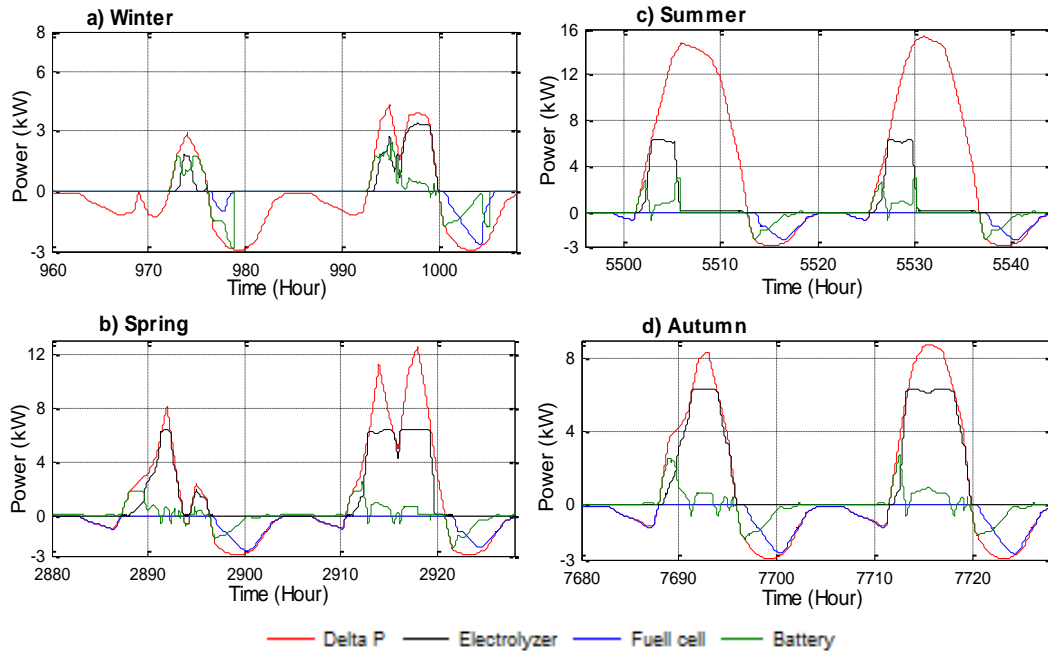 a) Winter
8
6
3
0
-3
Power (kW)
960 970 980 990 1000
Time (Hour)
c) Summer
16
12
8
4
0
-3
Power (kW)
5500 5510 5520 5530 5540
Time (Hour)
b) Spring
12
8
4
0
-3
Power (kW)
2880 2890 2900 2910 2920
Time (Hour)
d) Autumn
8
4
0
-3
Power (kW)
7680 7690 7700 7710 7720
Time (Hour)
Delta P Electrolyzer Fuell cell Battery